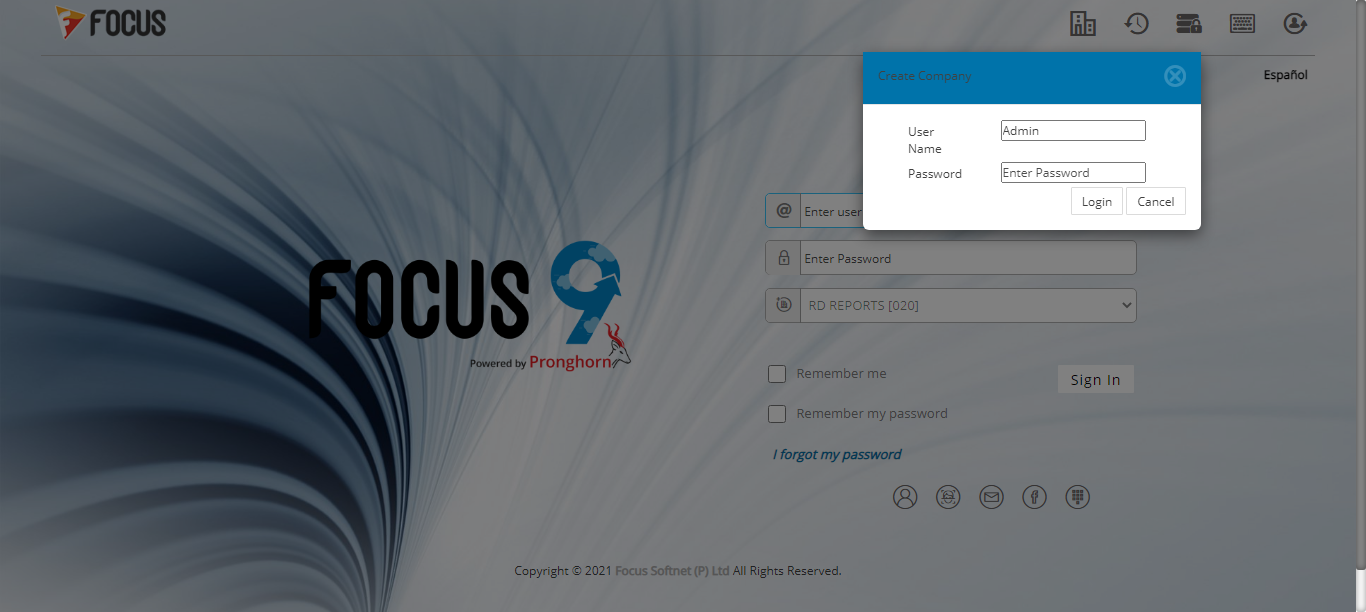 FOCUS
Create Company
Español
User
Name
Admin
Password
Enter Password
Login
Cancel
@
Enter user
Enter Password
RD REPORTS [020]
FOCUS 9
Powered by Pronghorn
Remember me
Sign In
Remember my password
I forgot my password
Copyright © 2021 Focus Softnet (P) Ltd All Rights Reserved.